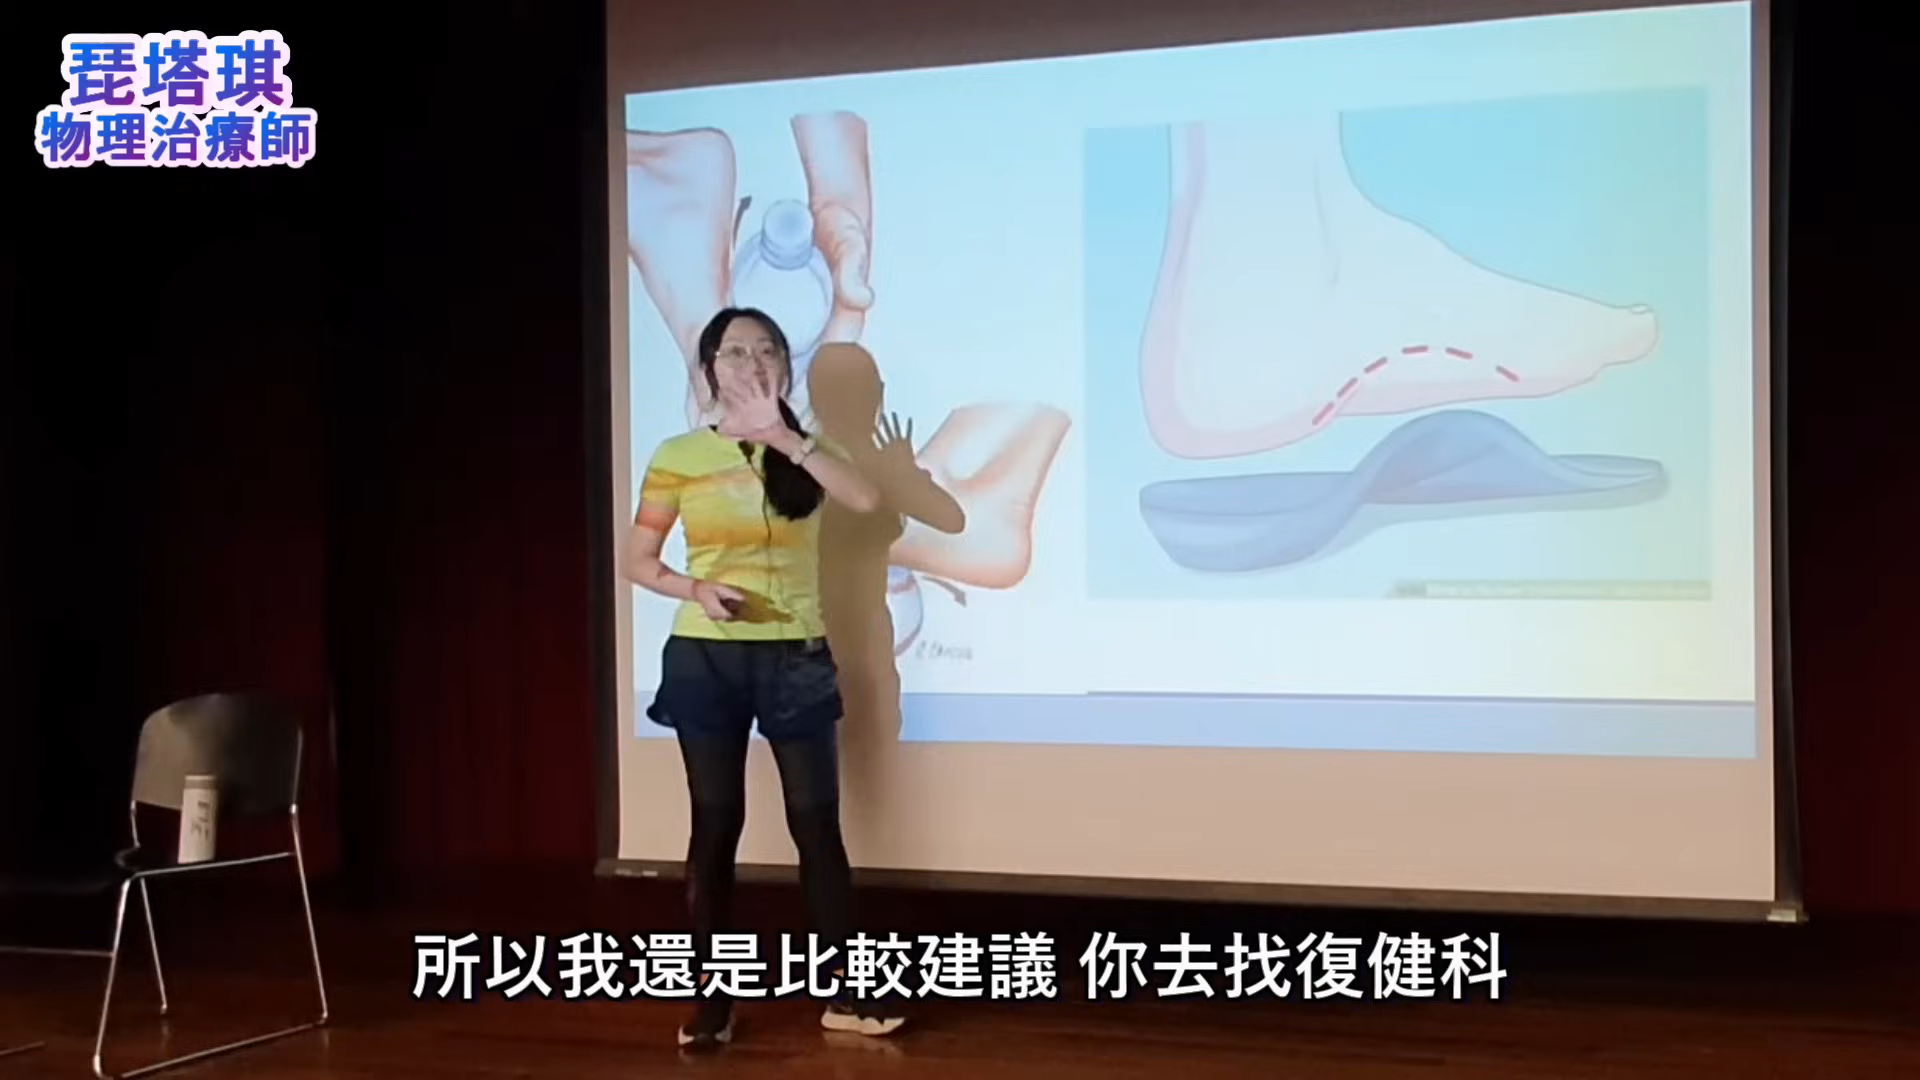 琵塔琪
物理治療師
所以我還是比較建議 你去找復健科